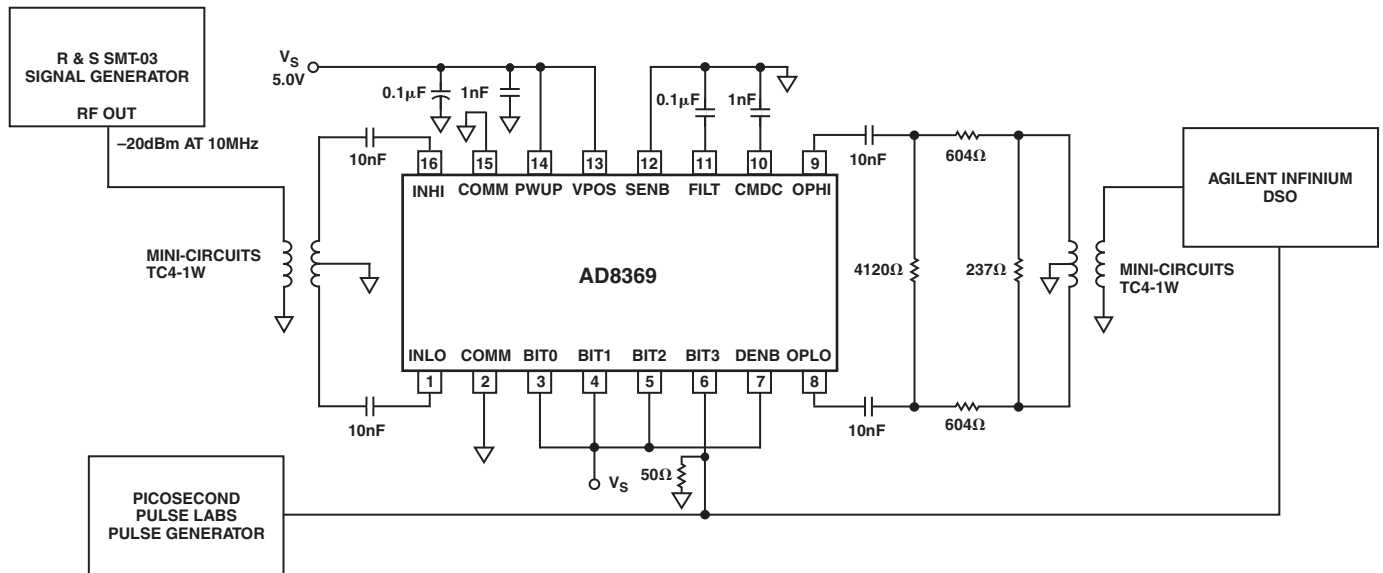 R & S SMT-03
SIGNAL GENERATOR
RF OUT
–20dBm AT 10MHz
VS
5.0V
0.1μF
1nF
0.1μF
1nF
10nF
10nF
604Ω
16
15
14
13
12
11
10
9
INHI
COMM
PWUP
VPOS
SENB
FILT
CMDC
OPHI
AGILENT INFINIUM
DSO
MINI-CIRCUITS
TC4-1W
AD8369
4120Ω
237Ω
MINI-CIRCUITS
TC4-1W
INLO
COMM
BIT0
BIT1
BIT2
BIT3
DENB
OPLO
1
2
3
4
5
6
7
8
10nF
10nF
604Ω
50Ω
VS
PICOSECOND
PULSE LABS
PULSE GENERATOR